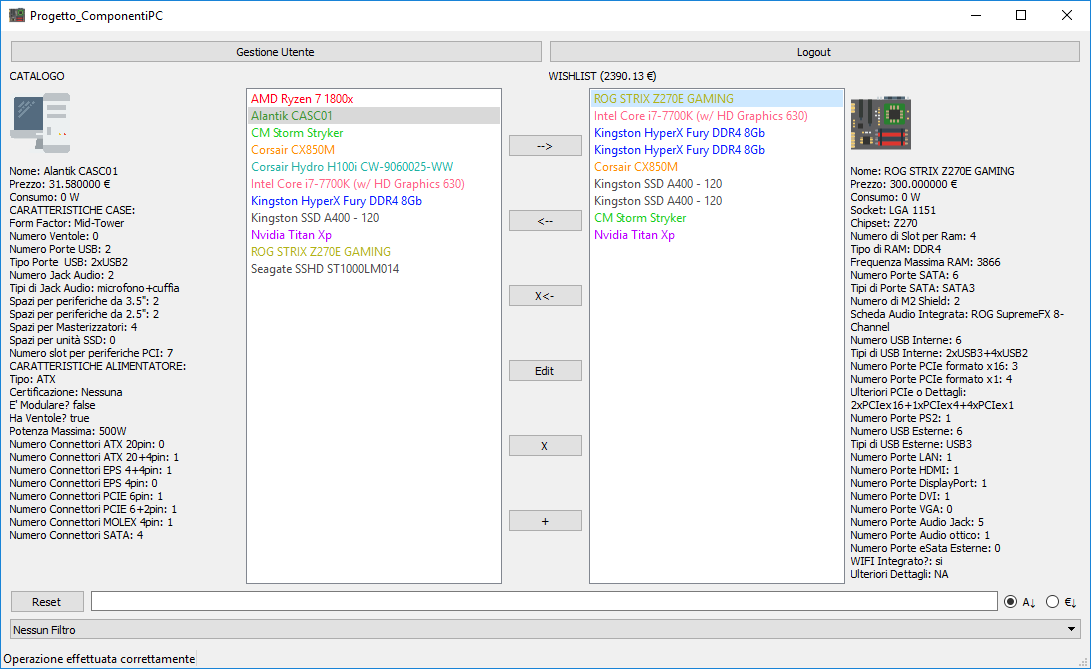 Progetto_ComponentiPC
Gestione Utente
Logout
CATALOGO
Nome: Alantik CASC01
Prezzo: 31.580000 €
Consumo: 0 W
CARATTERISTICHE CASE:
Form Factor: Mid-Tower
Numero Ventole: 0
Numero Porte USB: 2
Tipo Porte  USB: 2xUSB2
Numero Jack Audio: 2
Tipi di Jack Audio: microfono+cuffia
Spazi per periferiche da 3.5": 2
Spazi per periferiche da 2.5": 2
Spazi per Masterizzatori: 4
Spazi per unità SSD: 0
Numero slot per periferiche PCI: 7
CARATTERISTICHE ALIMENTATORE:
Tipo: ATX
Certificazione: Nessuna
E' Modulare? false
Ha Ventole? true
Potenza Massima: 500W
Numero Connettori ATX 20pin: 0
Numero Connettori ATX 20+4pin: 1
Numero Connettori EPS 4+4pin: 1
Numero Connettori EPS 4pin: 0
Numero Connettori PCIE 6pin: 1
Numero Connettori PCIE 6+2pin: 1
Numero Connettori MOLEX 4pin: 1
Numero Connettori SATA: 4
AMD Ryzen 7 1800x
Alantik CASC01
CM Storm Stryker
Corsair CX850M
Corsair Hydro H100i CW-9060025-WW
Intel Core i7-7700K (w/ HD Graphics 630)
Kingston HyperX Fury DDR4 8Gb
Kingston SSD A400 - 120
Nvidia Titan Xp
ROG STRIX Z270E GAMING
Seagate SSHD ST1000LM014
-->
<--
X<-
Edit
X
+
WISHLIST (2390.13 €)
ROG STRIX Z270E GAMING
Intel Core i7-7700K (w/ HD Graphics 630)
Kingston HyperX Fury DDR4 8Gb
Kingston HyperX Fury DDR4 8Gb
Corsair CX850M
Kingston SSD A400 - 120
Kingston SSD A400 - 120
CM Storm Stryker
Nvidia Titan Xp
Nome: ROG STRIX Z270E GAMING
Prezzo: 300.000000 €
Consumo: 0 W
Socket: LGA 1151
Chipset: Z270
Numero di Slot per Ram: 4
Tipo di RAM: DDR4
Frequenza Massima RAM: 3866
Numero Porte SATA: 6
Tipi di Porte SATA: SATA3
Numero di M2 Shield: 2
Scheda Audio Integrata: ROG SupremeFX 8-
Channel
Numero USB Interne: 6
Tipi di USB Interne: 2xUSB3+4xUSB2
Numero Porte PCIe formato x16: 3
Numero Porte PCIe formato x1: 4
Ulteriori PCIe o Dettagli:
2xPCIex16+1xPCIex4+4xPCIex1
Numero Porte PS2: 1
Numero USB Esterne: 6
Tipi di USB Esterne: USB3
Numero Porte LAN: 1
Numero Porte HDMI: 1
Numero Porte DisplayPort: 1
Numero Porte DVI: 1
Numero Porte VGA: 0
Numero Porte Audio Jack: 5
Numero Porte Audio ottico: 1
Numero Porte eSata Esterne: 0
WIFI Integrato?: si
Ulteriori Dettagli: NA
Reset
A↓
€↓
Nessun Filtro
Operazione effettuata correttamente